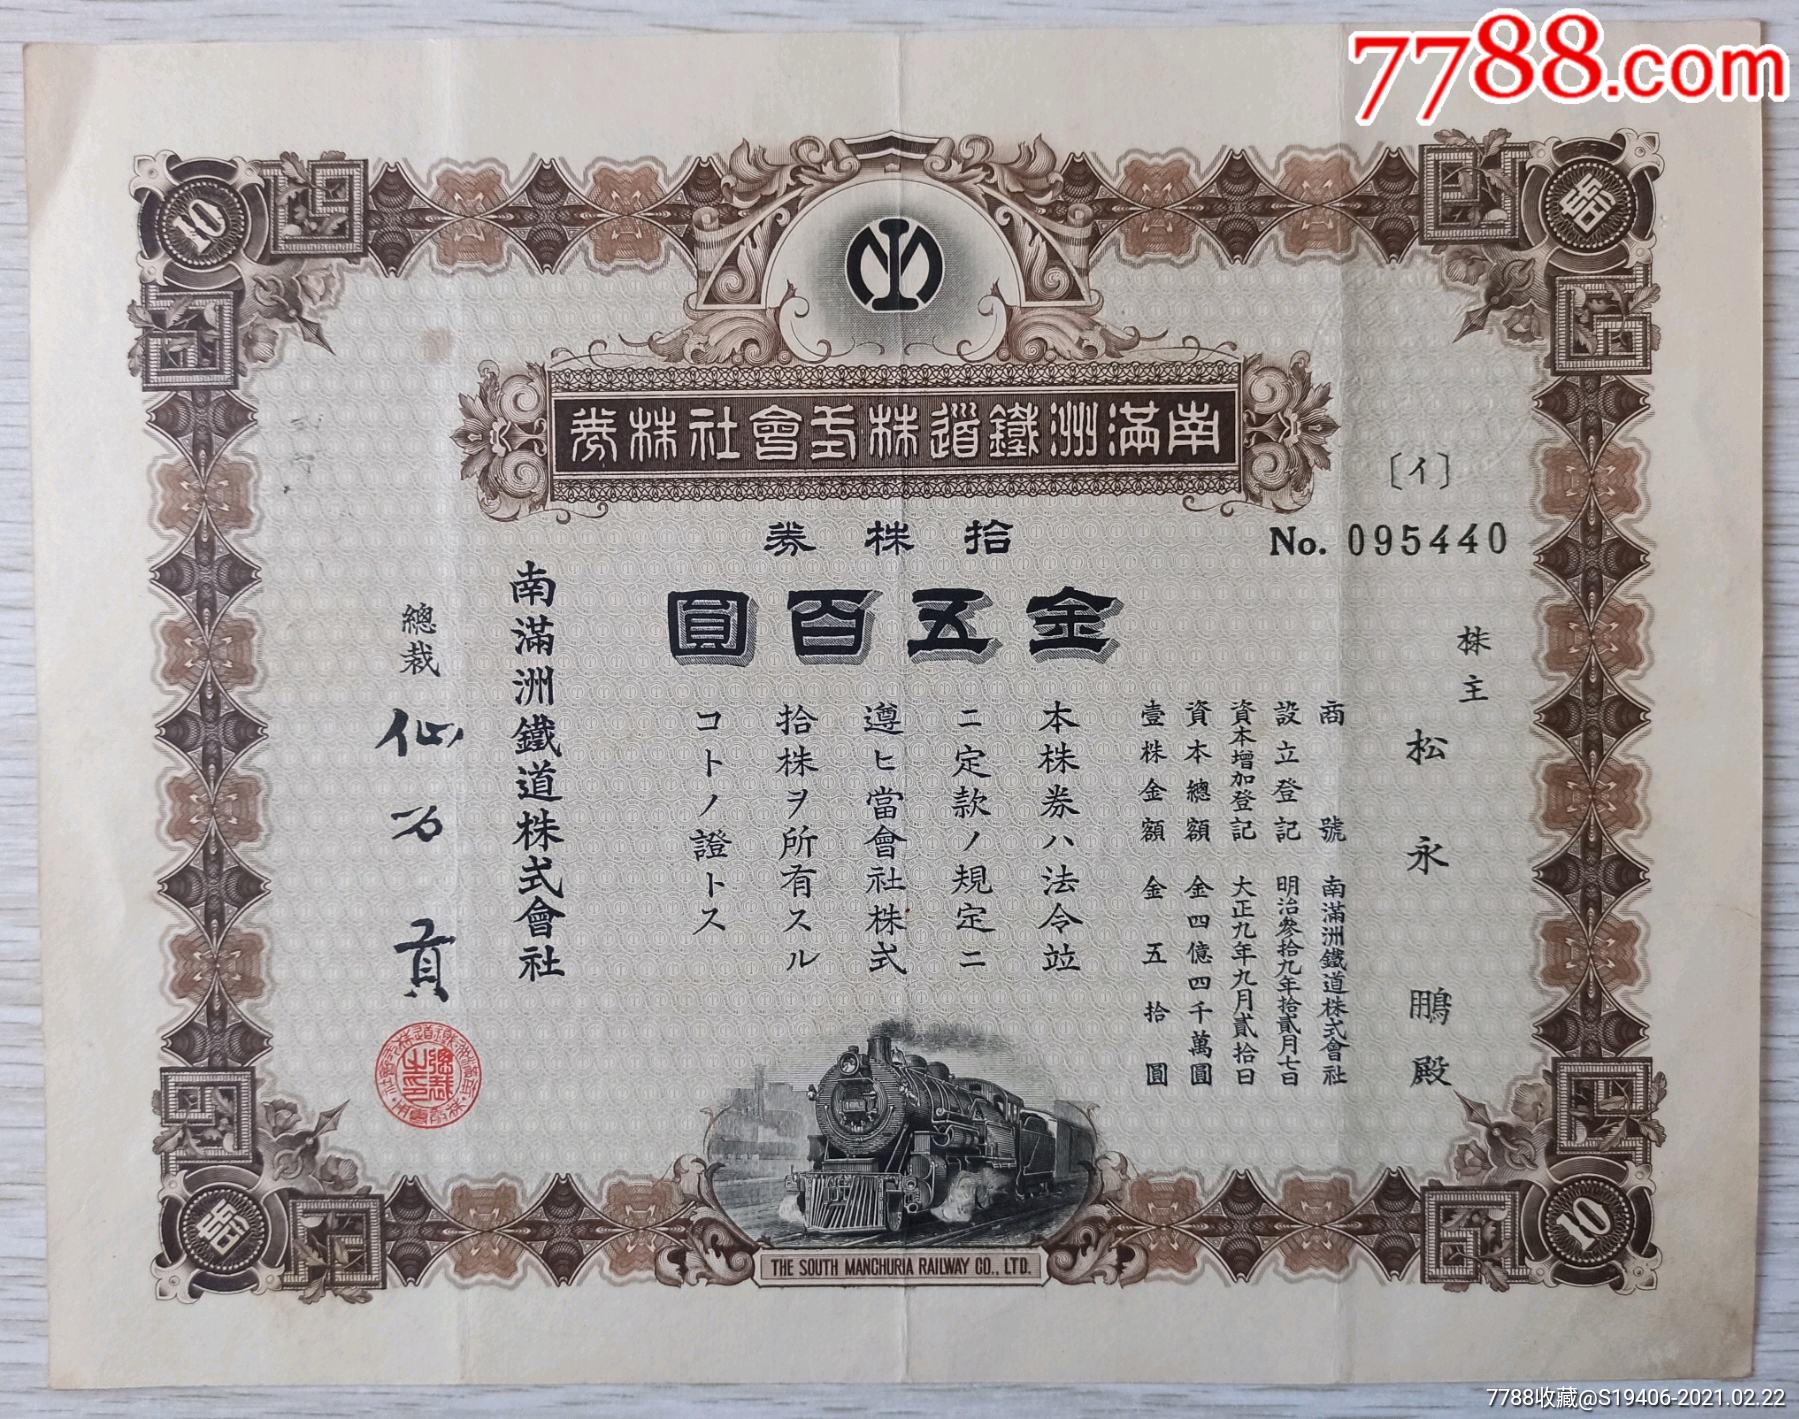 7788.com
10
拾
南滿洲鐵道株式會社株券
〔イ〕
No. 095440
拾株券
金五百圓
株主 松永鵬殿
商號 南滿洲鐵道株式會社
設立登記 明治參拾九年拾貳月七日
資本增加登記 大正九年九月貳拾日
資本總額 金四億四千萬圓
壹株金額 金五拾圓
本株券ハ法令竝
ニ定款ノ規定ニ
遵ヒ當會社株式
拾株ヲ所有スル
コトノ證トス
南滿洲鐵道株式會社
總裁 仙石貢
拾
10
THE SOUTH MANCHURIA RAILWAY CO., LTD.
7788收藏@S19406-2021.02.22